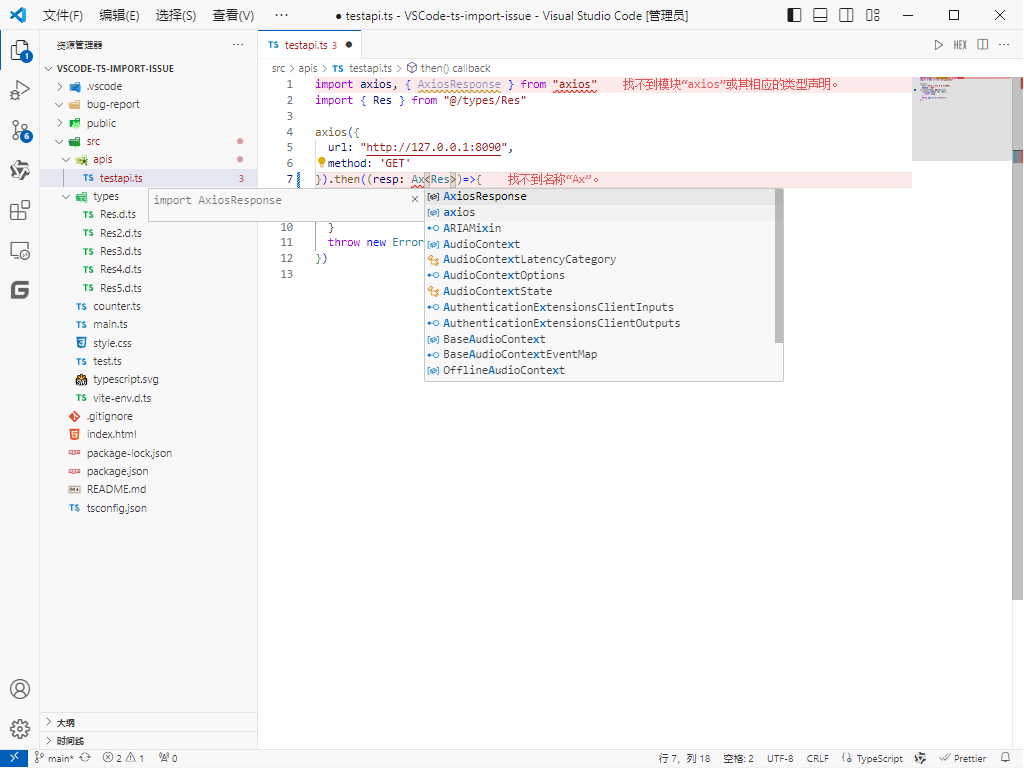 文件(F) 编辑(E) 选择(S) 查看(V) ··· ● testapi.ts - VSCode-ts-import-issue - Visual Studio Code [管理员]
资源管理器 ···
VSCODE-TS-IMPORT-ISSUE
.vscode
bug-report
public
src
apis
TS testapi.ts 3
types
TS Res.d.ts
TS Res2.d.ts
TS Res3.d.ts
TS Res4.d.ts
TS Res5.d.ts
TS counter.ts
TS main.ts
style.css
TS test.ts
typescript.svg
TS vite-env.d.ts
.gitignore
index.html
package-lock.json
package.json
README.md
TS tsconfig.json
大纲
时间线
1
6
TS testapi.ts 3 ●
HEX ···
src > apis > TS testapi.ts > then() callback
1 import axios, { AxiosResponse } from "axios" 找不到模块“axios”或其相应的类型声明。
2 import { Res } from "@/types/Res"
3
4 axios({
5 url: "http://127.0.0.1:8090",
6 method: 'GET'
7 }).then((resp: Ax<Res>)=>{ 找不到名称“Ax”。
import AxiosResponse ×
10 }
11 throw new Error
12 })
13
AxiosResponse
axios
ARIAMixin
AudioContext
AudioContextLatencyCategory
AudioContextOptions
AudioContextState
AuthenticationExtensionsClientInputs
AuthenticationExtensionsClientOutputs
BaseAudioContext
BaseAudioContextEventMap
OfflineAudioContext
main* 2 1 0 行 7，列 18 空格: 2 UTF-8 CRLF TypeScript Prettier